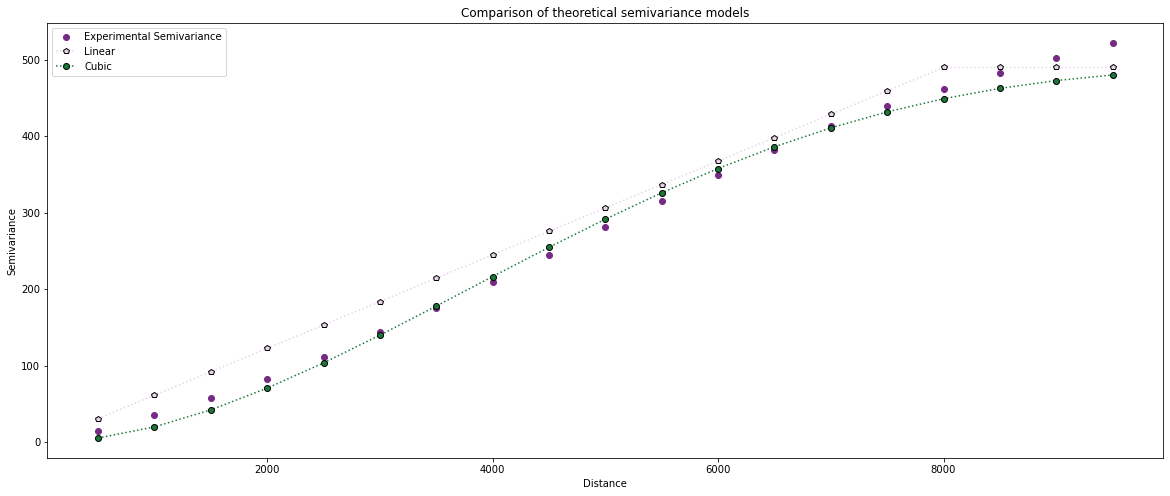 Comparison of theoretical semivariance models
Experimental Semivariance
Linear
Cubic
500
400
300
200
100
0
Semivariance
2000
4000
6000
8000
Distance